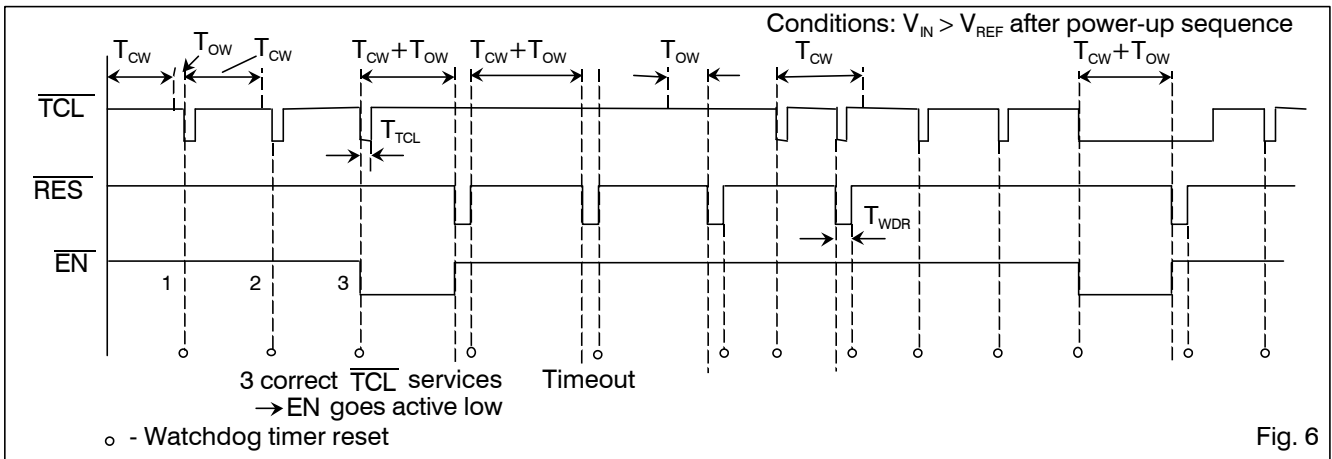 Conditions: V_IN > V_REF after power-up sequence
T_CW T_OW T_CW T_CW+T_OW T_CW+T_OW T_OW T_CW T_CW+T_OW
TCL
T_TCL
RES
T_WDR
EN
1 2 3
3 correct TCL services Timeout
→EN goes active low
o - Watchdog timer reset
Fig. 6